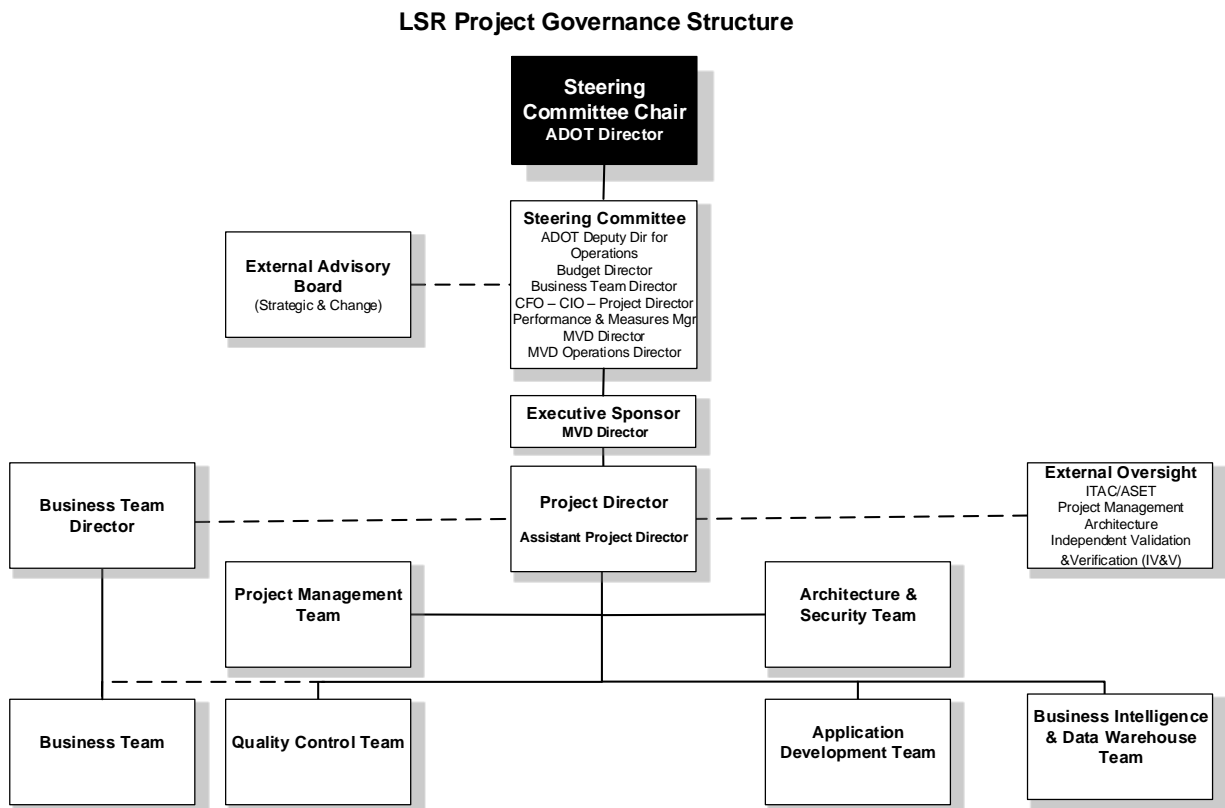 LSR Project Governance Structure
Steering
Committee Chair
ADOT Director
Steering Committee
ADOT Deputy Dir for
Operations
Budget Director
Business Team Director
CFO – CIO – Project Director
Performance & Measures Mgr
MVD Director
MVD Operations Director
External Advisory
Board
(Strategic & Change)
Executive Sponsor
MVD Director
Business Team
Director
Project Director
Assistant Project Director
External Oversight
ITAC/ASET
Project Management
Architecture
Independent Validation
&Verification (IV&V)
Project Management
Team
Architecture &
Security Team
Business Team
Quality Control Team
Application
Development Team
Business Intelligence
& Data Warehouse
Team